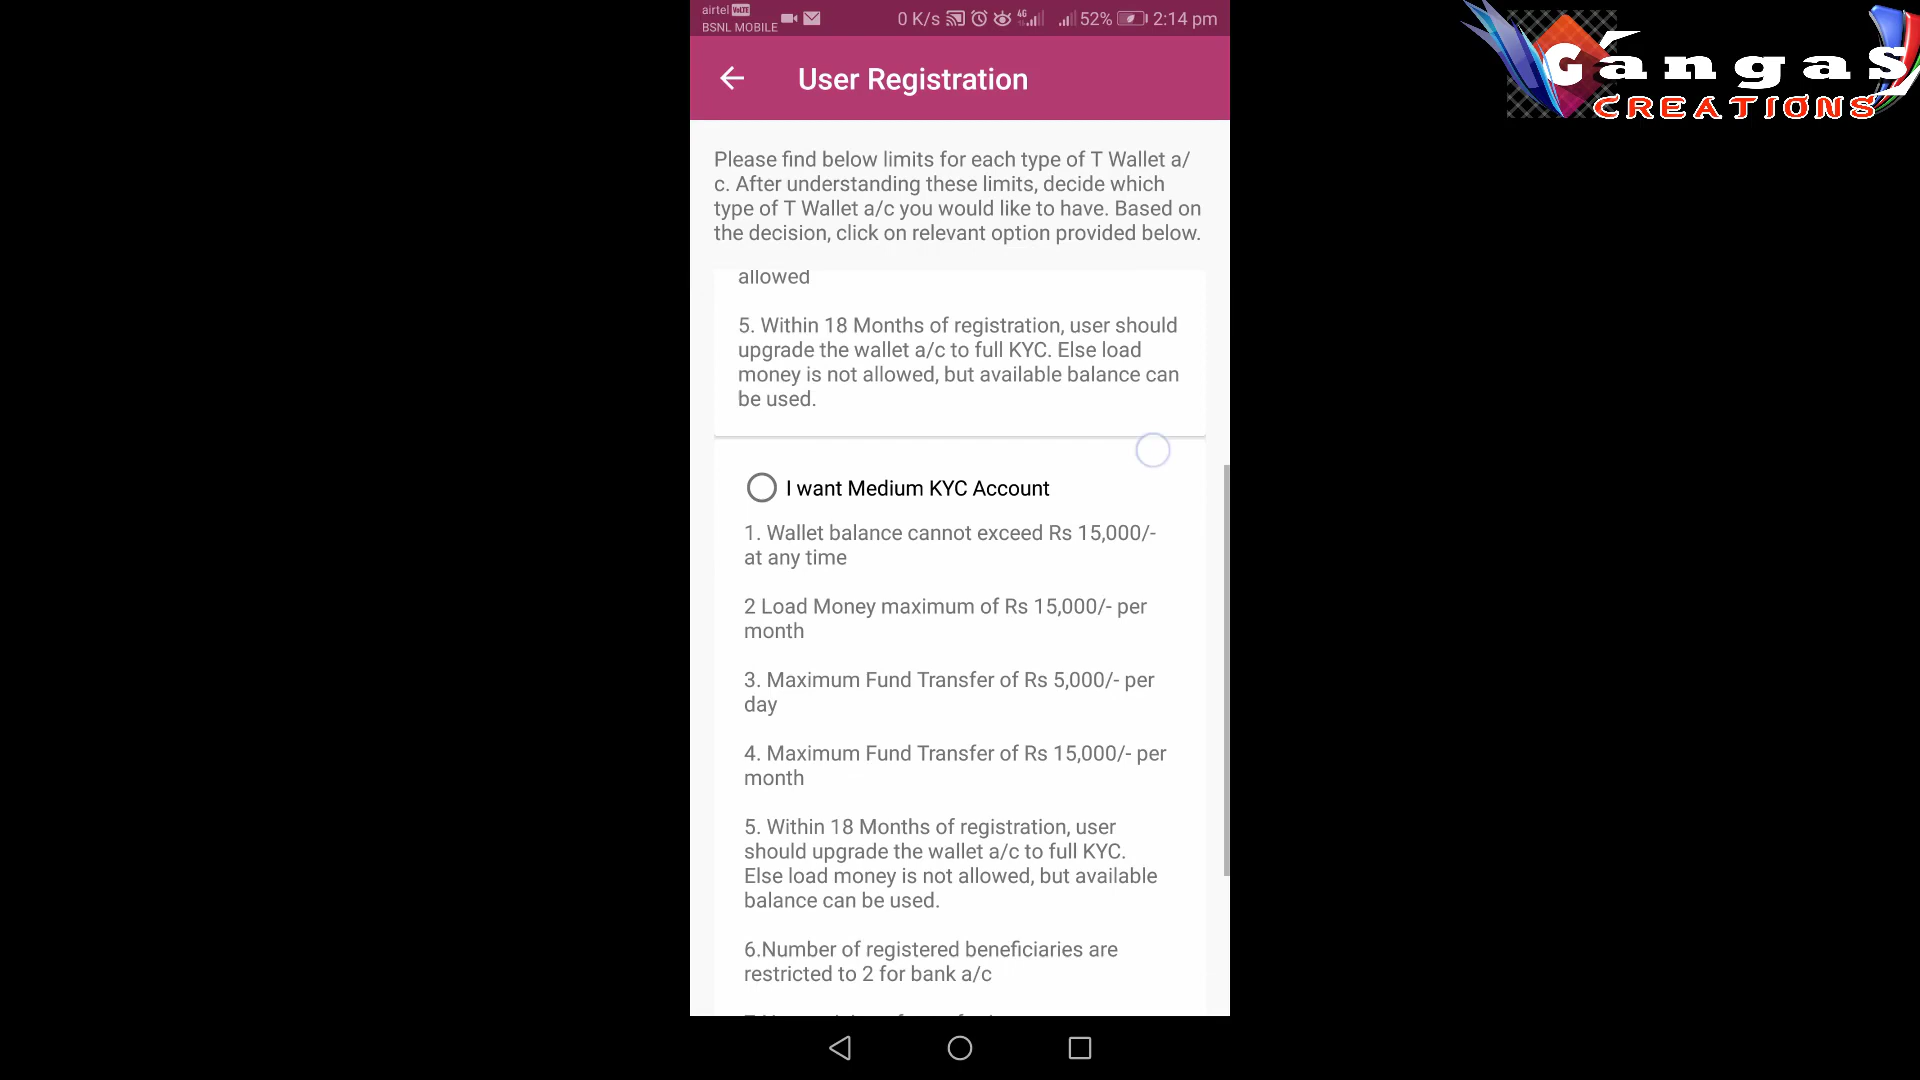 airtel VoLTE
BSNL MOBILE
0 K/s 4G 52% 2:14 pm
GangaS
CREATIONS
User Registration
Please find below limits for each type of T Wallet a/
c. After understanding these limits, decide which
type of T Wallet a/c you would like to have. Based on
the decision, click on relevant option provided below.
allowed
5. Within 18 Months of registration, user should
upgrade the wallet a/c to full KYC. Else load
money is not allowed, but available balance can
be used.
I want Medium KYC Account
1. Wallet balance cannot exceed Rs 15,000/-
at any time
2 Load Money maximum of Rs 15,000/- per
month
3. Maximum Fund Transfer of Rs 5,000/- per
day
4. Maximum Fund Transfer of Rs 15,000/- per
month
5. Within 18 Months of registration, user
should upgrade the wallet a/c to full KYC.
Else load money is not allowed, but available
balance can be used.
6.Number of registered beneficiaries are
restricted to 2 for bank a/c